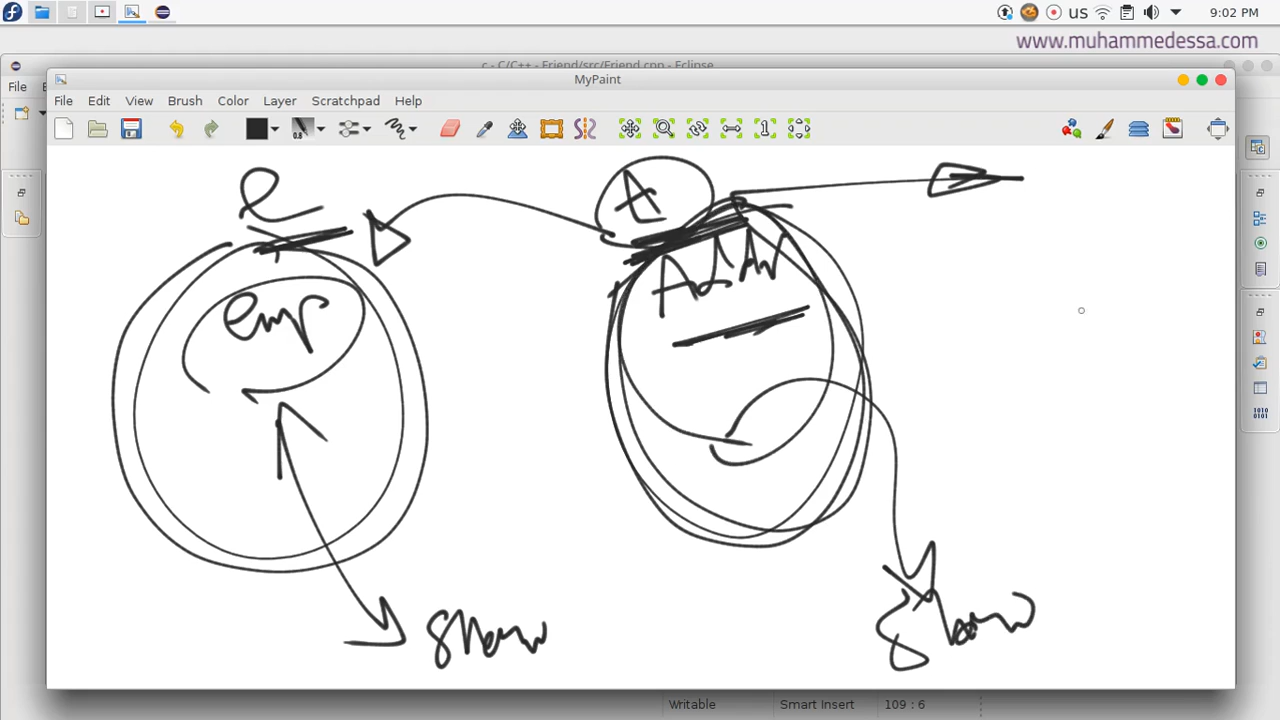 us 9:02 PM
www.muhammedessa.com
c - C/C++ - Friend/src/Friend.cpp - Eclipse
File
MyPaint
File Edit View Brush Color Layer Scratchpad Help
e
A
emp
show
show
Writable Smart Insert 109 : 6